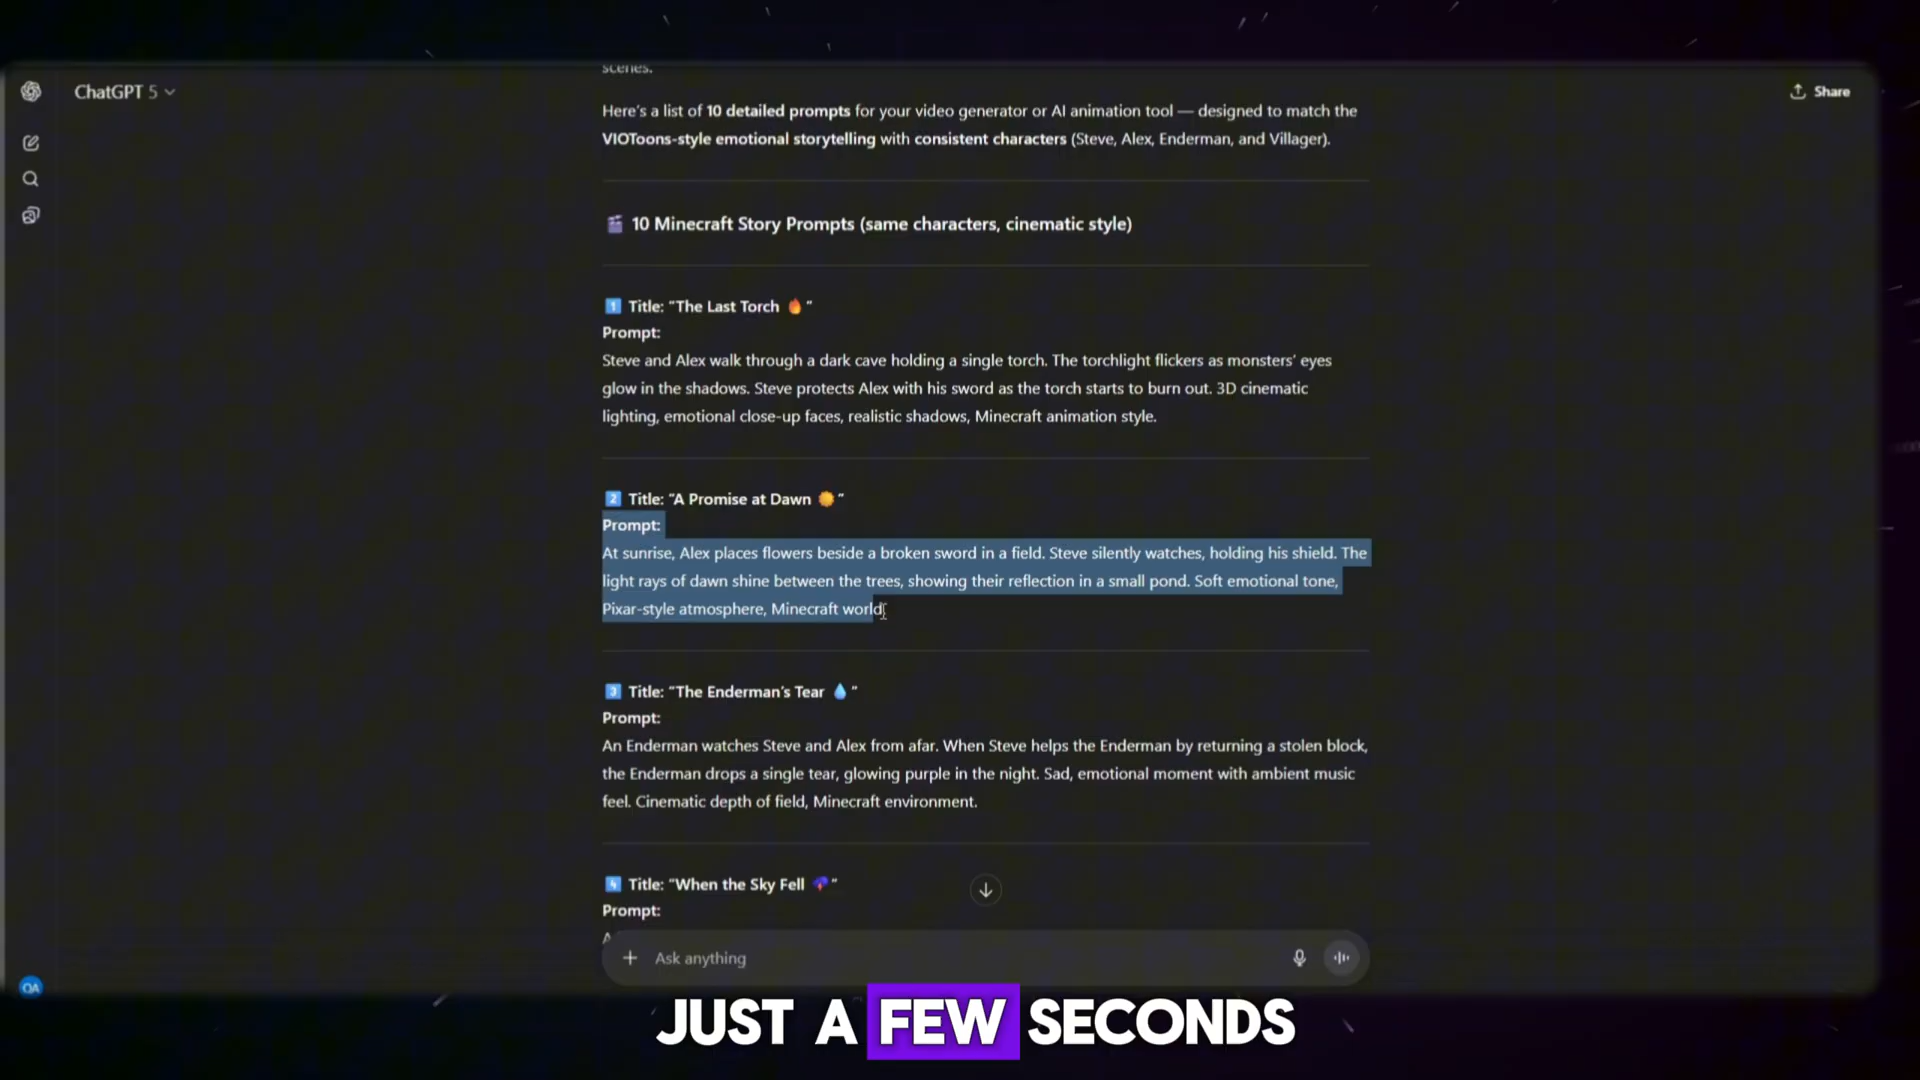 ChatGPT 5
Share
scenes.
Here's a list of 10 detailed prompts for your video generator or AI animation tool — designed to match the
VIOToons-style emotional storytelling with consistent characters (Steve, Alex, Enderman, and Villager).
🎬 10 Minecraft Story Prompts (same characters, cinematic style)
1️⃣ Title: "The Last Torch 🔥"
Prompt:
Steve and Alex walk through a dark cave holding a single torch. The torchlight flickers as monsters' eyes
glow in the shadows. Steve protects Alex with his sword as the torch starts to burn out. 3D cinematic
lighting, emotional close-up faces, realistic shadows, Minecraft animation style.
2️⃣ Title: "A Promise at Dawn 🌼"
Prompt:
At sunrise, Alex places flowers beside a broken sword in a field. Steve silently watches, holding his shield. The
light rays of dawn shine between the trees, showing their reflection in a small pond. Soft emotional tone,
Pixar-style atmosphere, Minecraft world
3️⃣ Title: "The Enderman's Tear 💧"
Prompt:
An Enderman watches Steve and Alex from afar. When Steve helps the Enderman by returning a stolen block,
the Enderman drops a single tear, glowing purple in the night. Sad, emotional moment with ambient music
feel. Cinematic depth of field, Minecraft environment.
4️⃣ Title: "When the Sky Fell 🌩️"
Prompt:
Ask anything
OA
JUST A FEW SECONDS